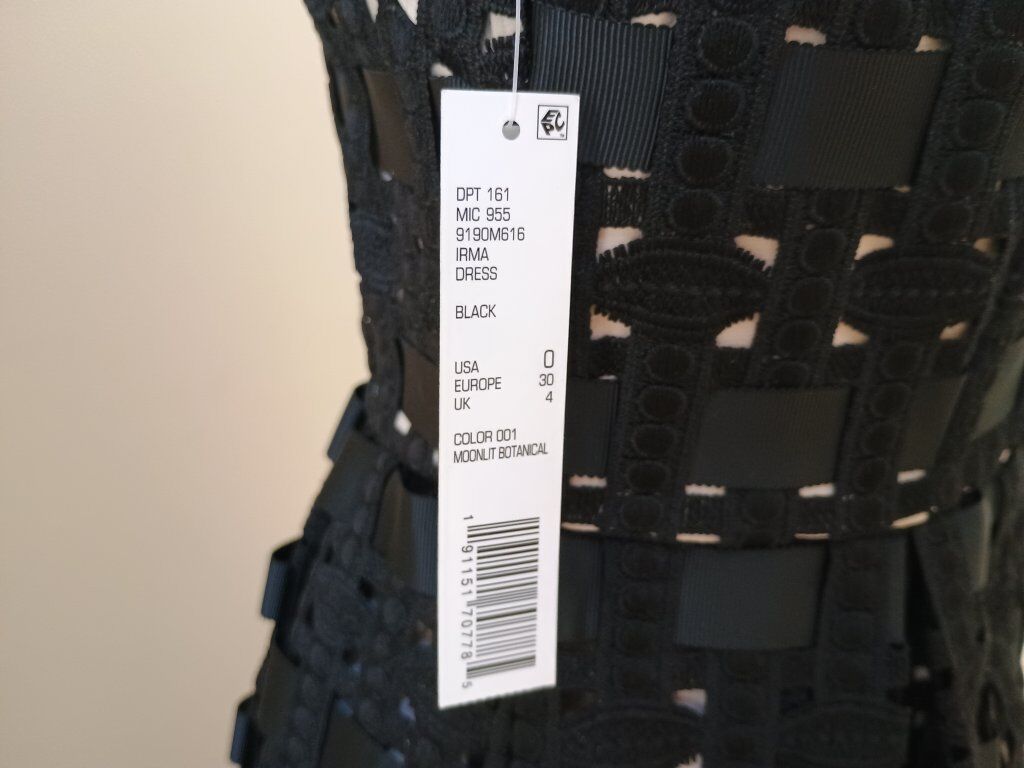 EPC
DPT 161
MIC 955
9190M616
IRMA
DRESS
BLACK
USA 0
EUROPE 30
UK 4
COLOR 001
MOONLIT BOTANICAL
1 91151 70778 5